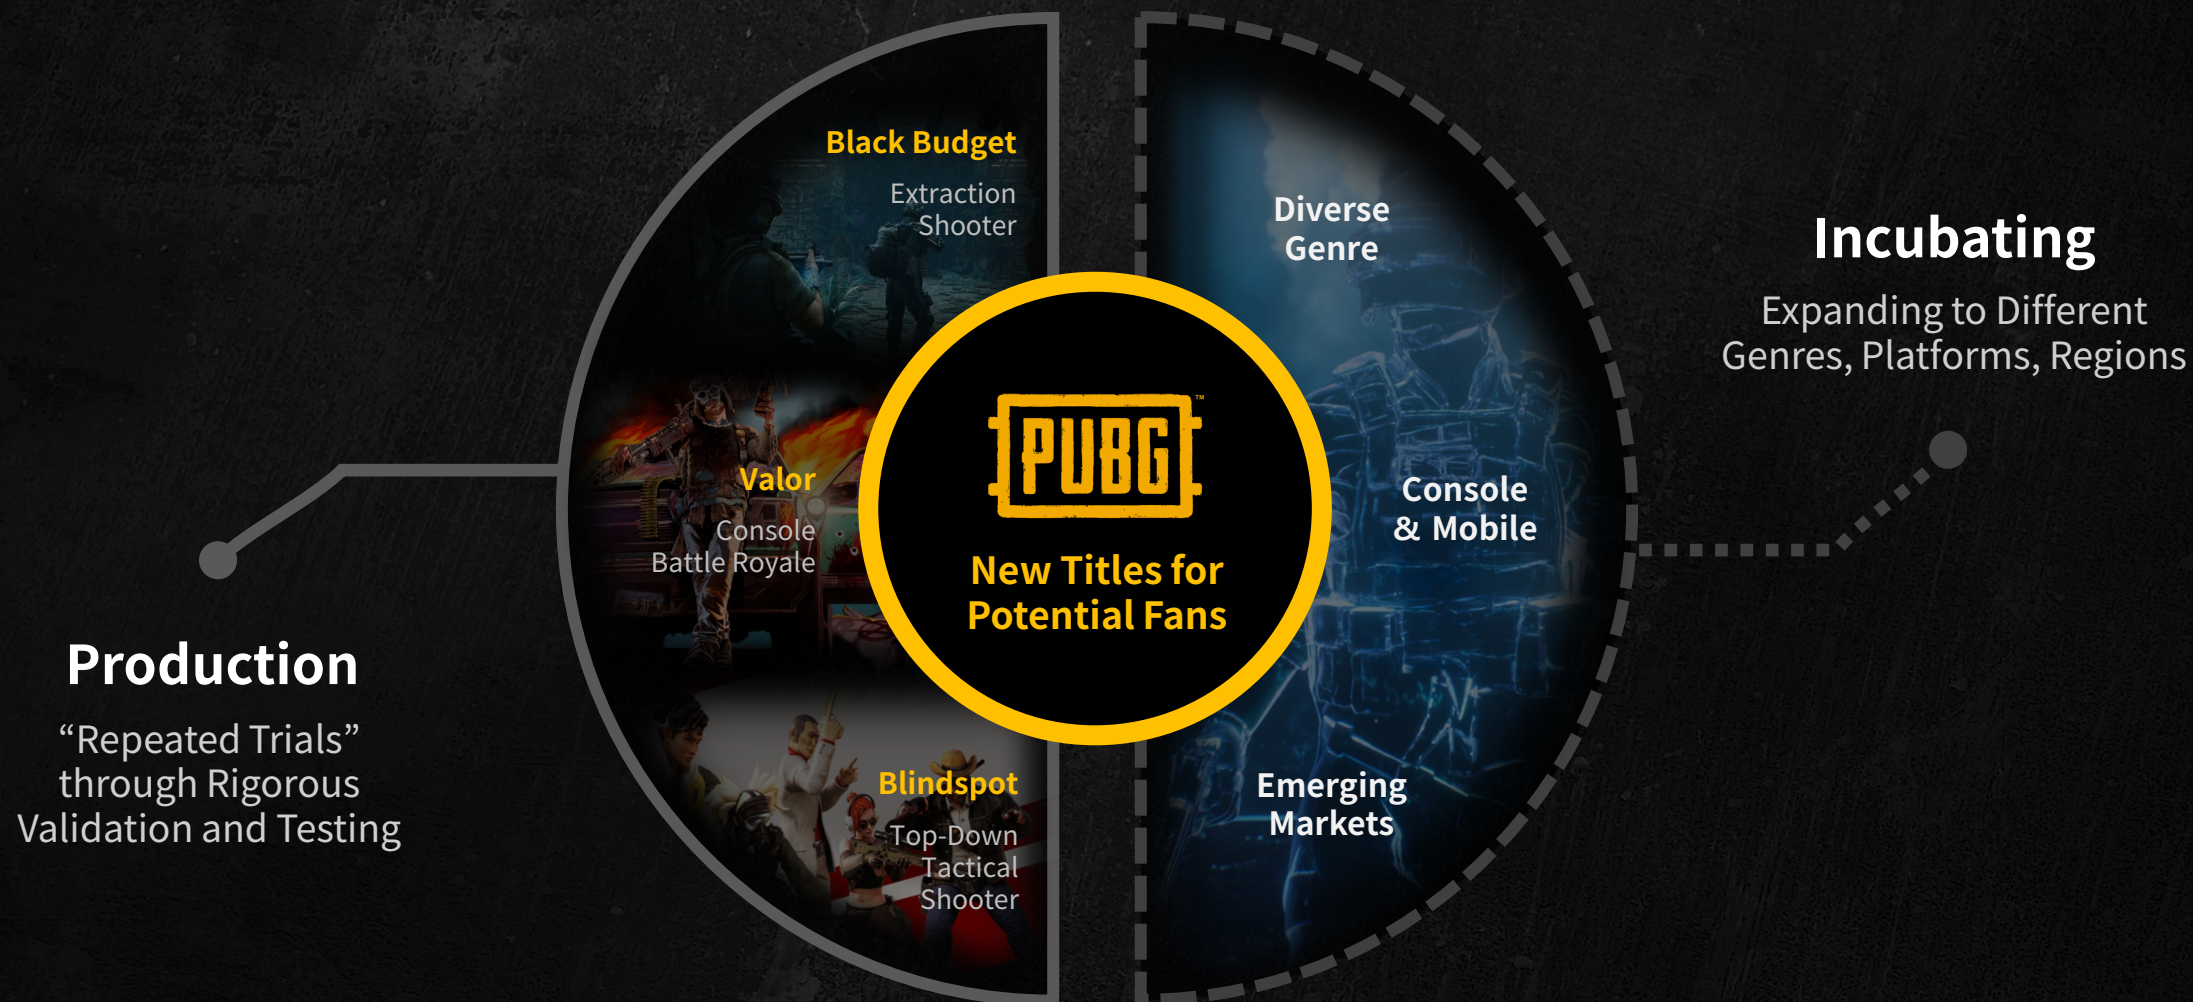 Production
“Repeated Trials”
through Rigorous
Validation and Testing
Black Budget
Extraction
Shooter
Valor
Console
Battle Royale
Blindspot
Top-Down
Tactical
Shooter
PUBG™
New Titles for
Potential Fans
Diverse
Genre
Console
& Mobile
Emerging
Markets
Incubating
Expanding to Different
Genres, Platforms, Regions